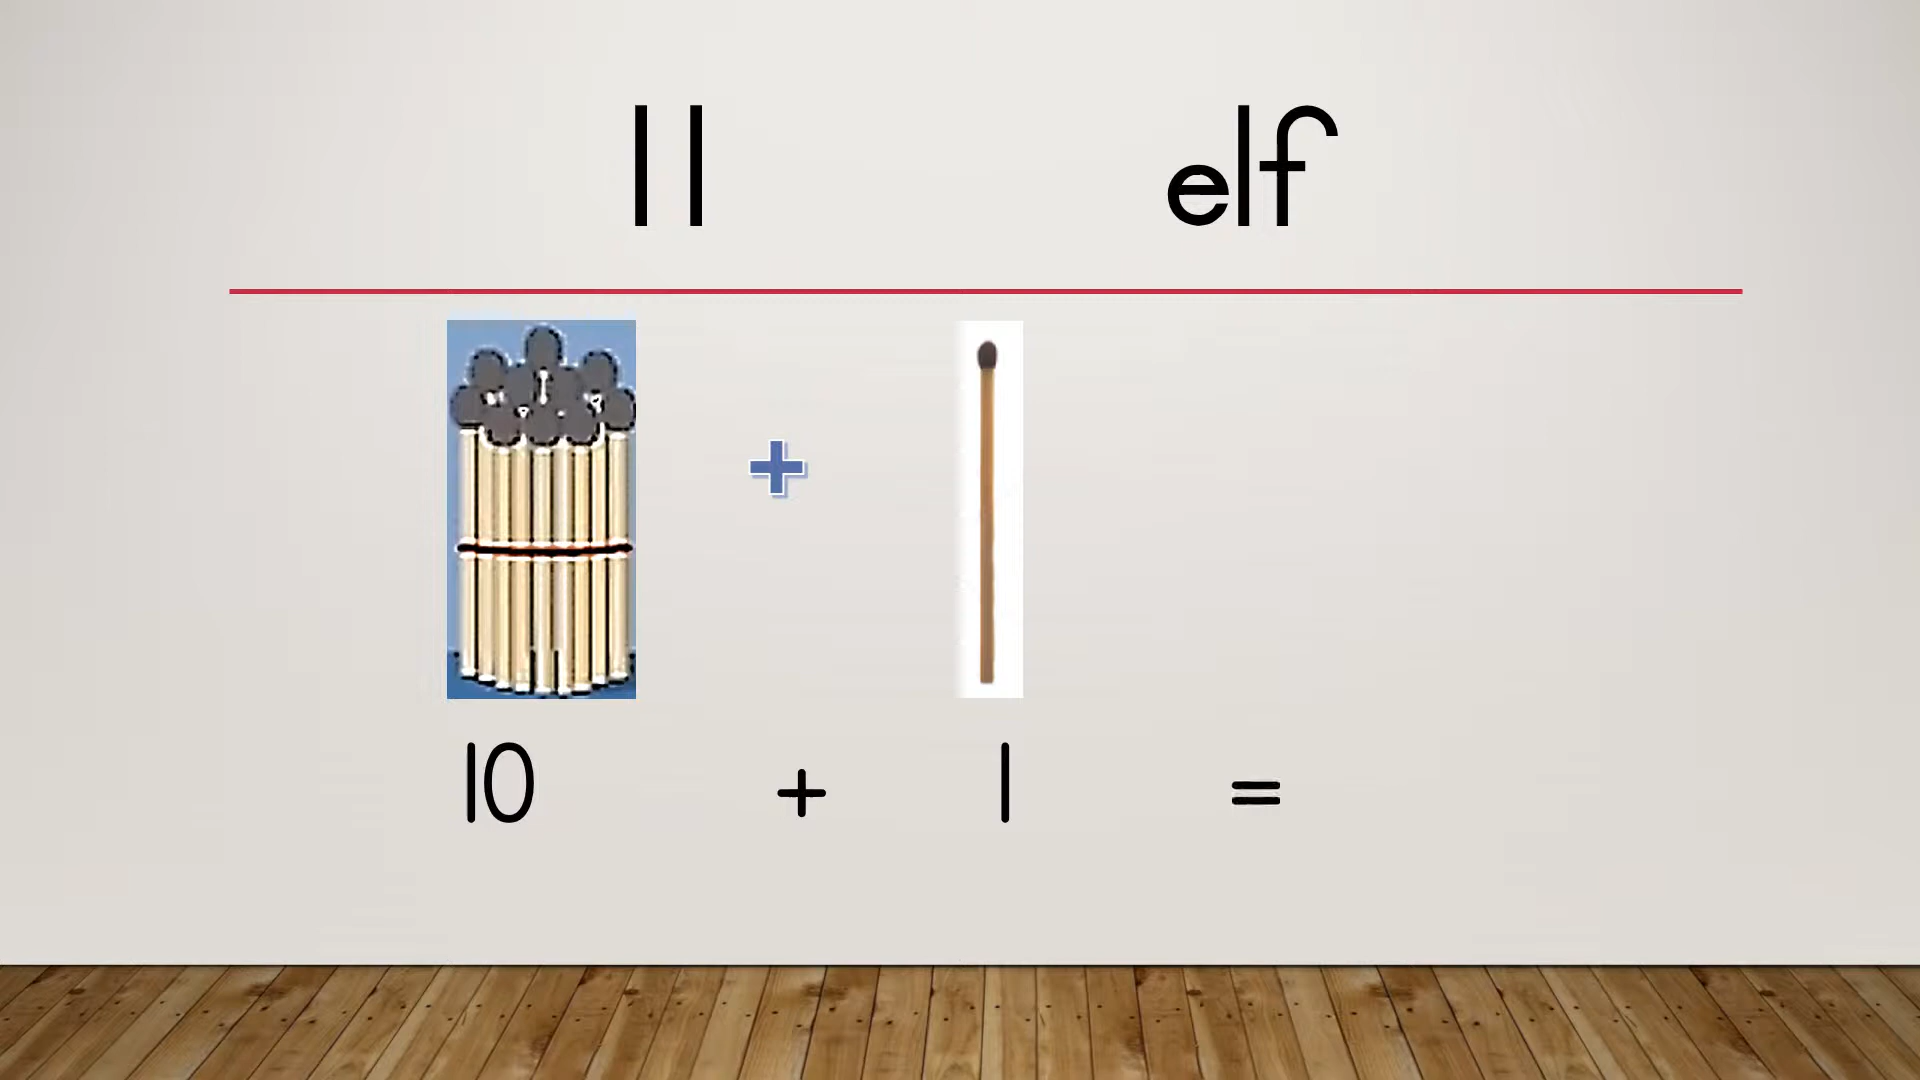 11 elf
+
10 + 1 =